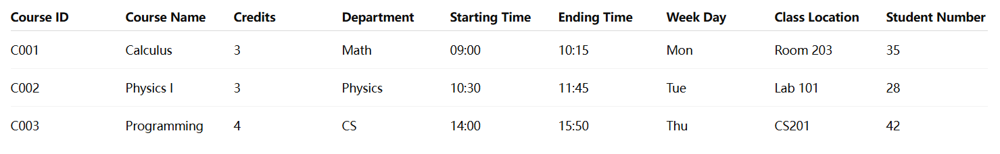 Course ID Course Name Credits Department Starting Time Ending Time Week Day Class Location Student Number
C001 Calculus 3 Math 09:00 10:15 Mon Room 203 35
C002 Physics I 3 Physics 10:30 11:45 Tue Lab 101 28
C003 Programming 4 CS 14:00 15:50 Thu CS201 42